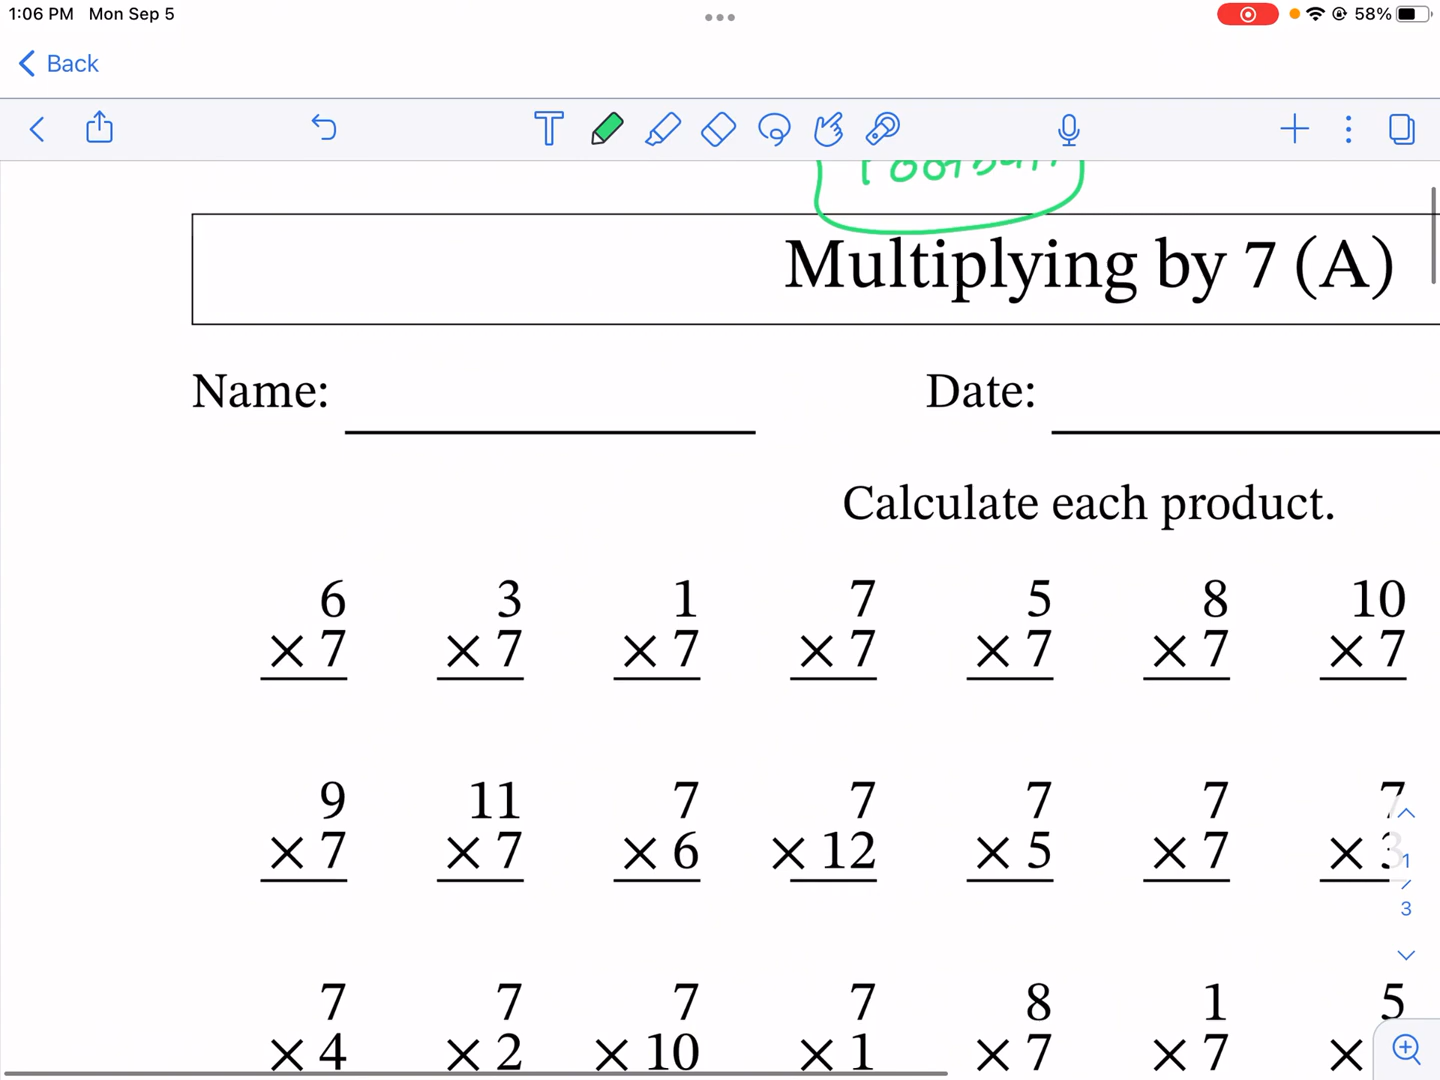 1:06 PM Mon Sep 5 58%
Back
Multiplying by 7 (A)
Name: Date:
Calculate each product.
6 3 1 7 5 8 10
× 7 × 7 × 7 × 7 × 7 × 7 × 7
9 11 7 7 7 7 7
× 7 × 7 × 6 × 12 × 5 × 7 × 3
1
/
3
7 7 7 7 8 1 5
× 4 × 2 × 10 × 1 × 7 × 7 ×